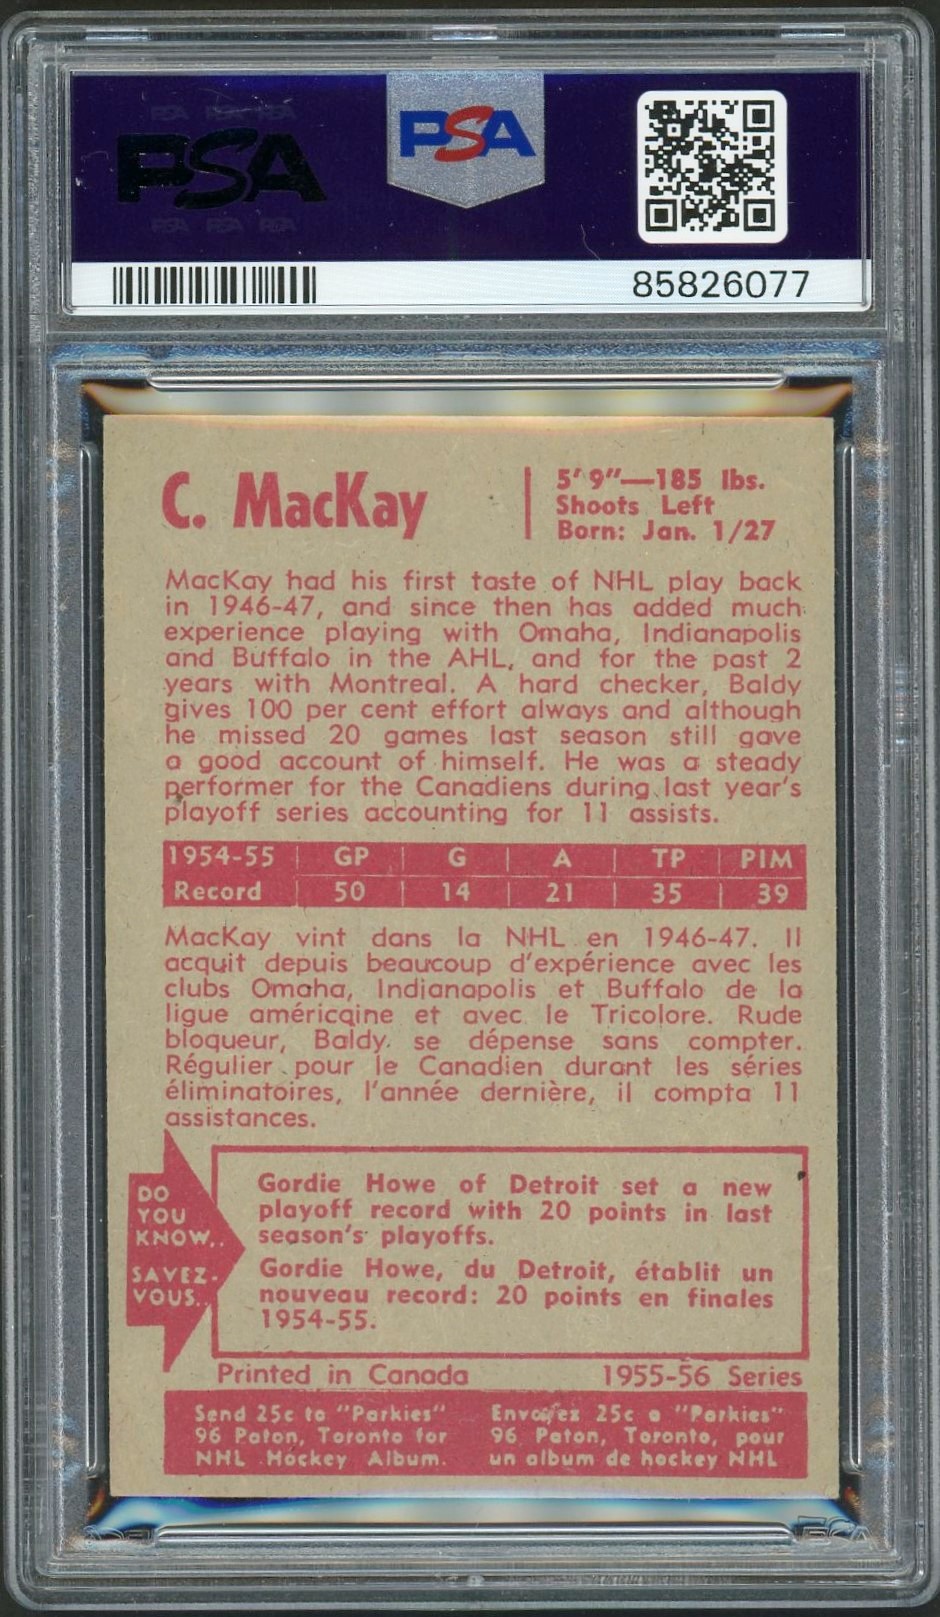 PSA PSA PSA
PSA
PSA PSA PSA
PSA
85826077
C. MacKay
5' 9"—185 lbs.
Shoots Left
Born: Jan. 1/27
MacKay had his first taste of NHL play back
in 1946-47, and since then has added much
experience playing with Omaha, Indianapolis
and Buffalo in the AHL, and for the past 2
years with Montreal. A hard checker, Baldy
gives 100 per cent effort always and although
he missed 20 games last season still gave
a good account of himself. He was a steady
performer for the Canadiens during last year's
playoff series accounting for 11 assists.
1954-55 | GP | G | A | TP | PIM
Record | 50 | 14 | 21 | 35 | 39
MacKay vint dans la NHL en 1946-47. Il
acquit depuis beaucoup d'expérience avec les
clubs Omaha, Indianapolis et Buffalo de la
ligue américaine et avec le Tricolore. Rude
bloqueur, Baldy se dépense sans compter.
Régulier pour le Canadien durant les séries
éliminatoires, l'année dernière, il compta 11
assistances.
DO
YOU
KNOW..
SAVEZ-
VOUS..
Gordie Howe of Detroit set a new
playoff record with 20 points in last
season's playoffs.
Gordie Howe, du Detroit, établit un
nouveau record: 20 points en finales
1954-55.
Printed in Canada
1955-56 Series
Send 25c to "Parkies"
96 Paton, Toronto for
NHL Hockey Album.
Envoyez 25c a "Parkies"
96 Paton, Toronto, pour
un album de hockey NHL